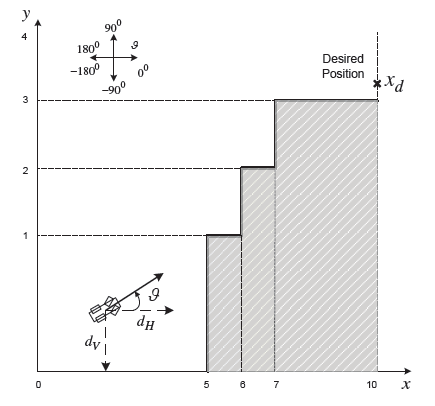 y
4
90⁰
180⁰ ϑ
−180⁰ 0⁰
−90⁰
Desired
Position
x_d
3
2
1
ϑ
d_H
d_V
0 5 6 7 10 x